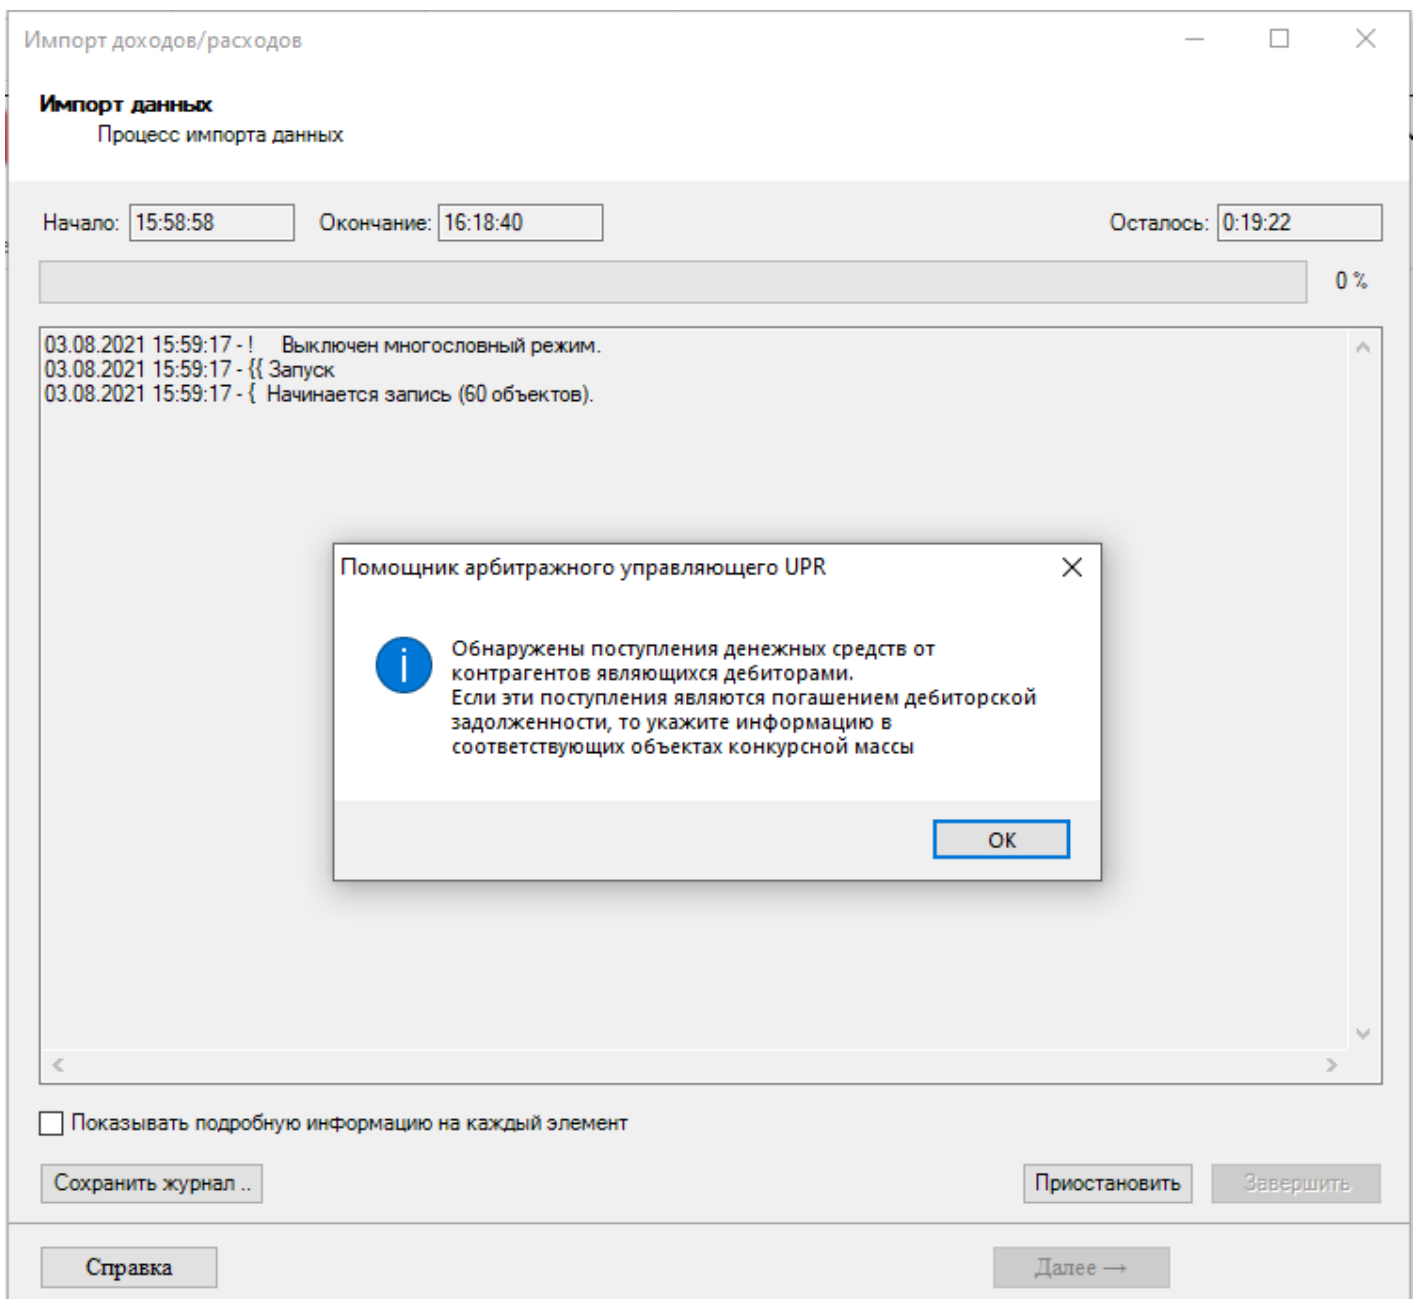 Импорт доходов/расходов
Импорт данных
Процесс импорта данных
Начало: 15:58:58 Окончание: 16:18:40 Осталось: 0:19:22
0 %
03.08.2021 15:59:17 - ! Выключен многословный режим.
03.08.2021 15:59:17 - {{ Запуск
03.08.2021 15:59:17 - { Начинается запись (60 объектов).
Помощник арбитражного управляющего UPR
Обнаружены поступления денежных средств от
контрагентов являющихся дебиторами.
Если эти поступления являются погашением дебиторской
задолженности, то укажите информацию в
соответствующих объектах конкурсной массы
ОК
Показывать подробную информацию на каждый элемент
Сохранить журнал .. Приостановить Завершить
Справка Далее →